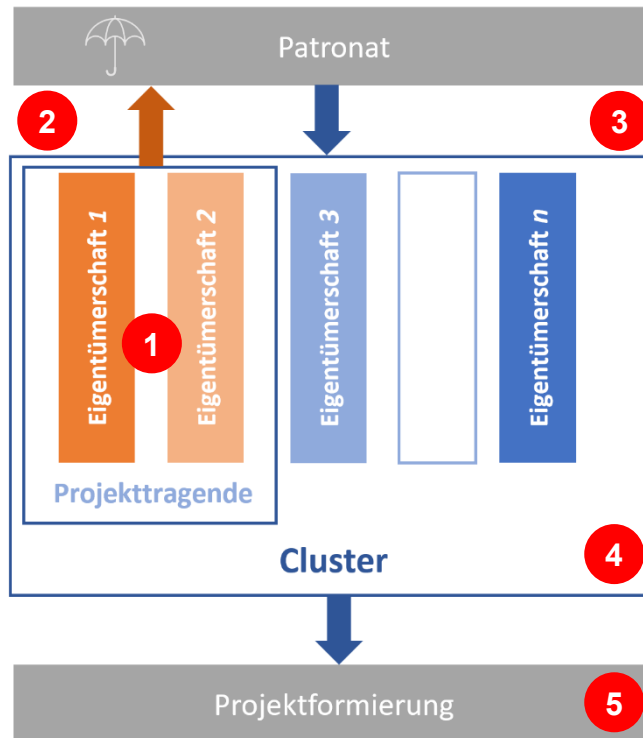 Patronat
2
3
Eigentümerschaft 1
Eigentümerschaft 2
Eigentümerschaft 3
Eigentümerschaft n
1
Projekttragende
Cluster
4
Projektformierung
5